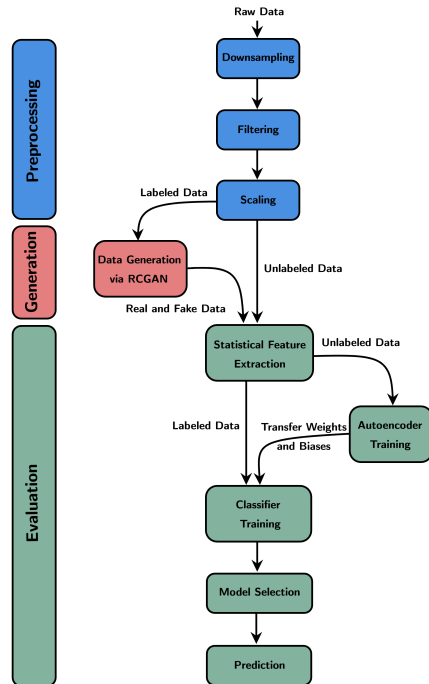 Raw Data
Downsampling
Preprocessing
Filtering
Labeled Data
Scaling
Generation
Data Generation
via RCGAN
Unlabeled Data
Real and Fake Data
Statistical Feature
Extraction
Unlabeled Data
Labeled Data
Transfer Weights
and Biases
Autoencoder
Training
Evaluation
Classifier
Training
Model Selection
Prediction